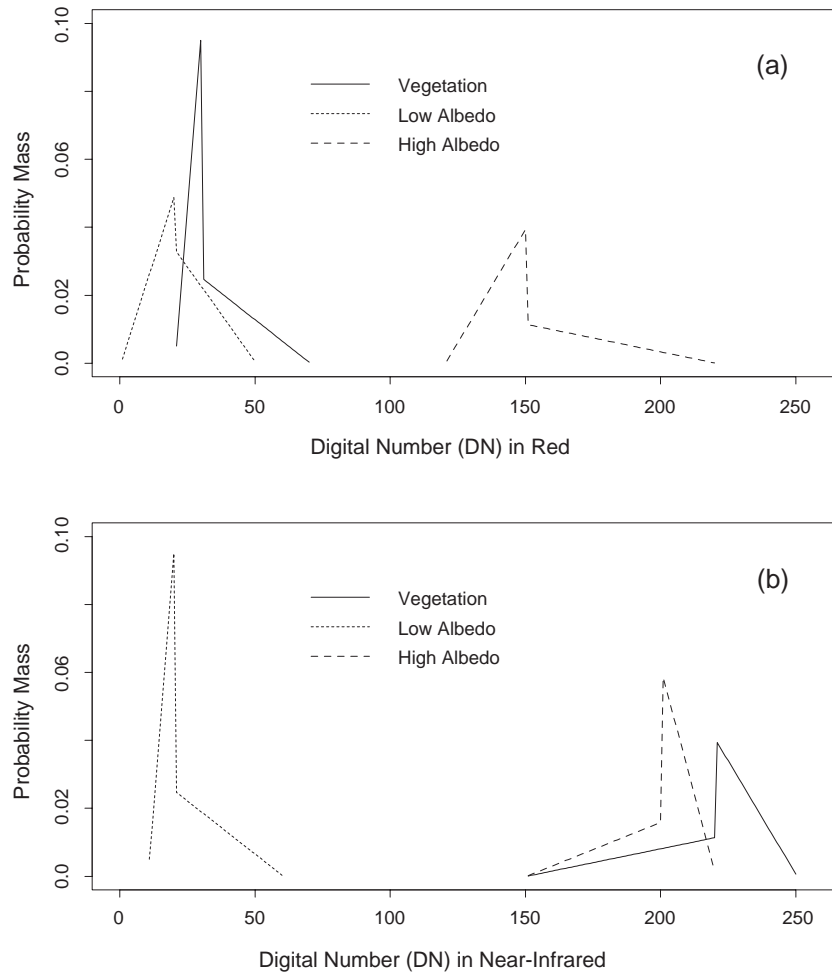 0.10
0.06
0.02
0.0
Probability Mass
(a)
Vegetation
Low Albedo
High Albedo
0 50 100 150 200 250
Digital Number (DN) in Red
0.10
0.06
0.02
0.0
Probability Mass
(b)
Vegetation
Low Albedo
High Albedo
0 50 100 150 200 250
Digital Number (DN) in Near-Infrared